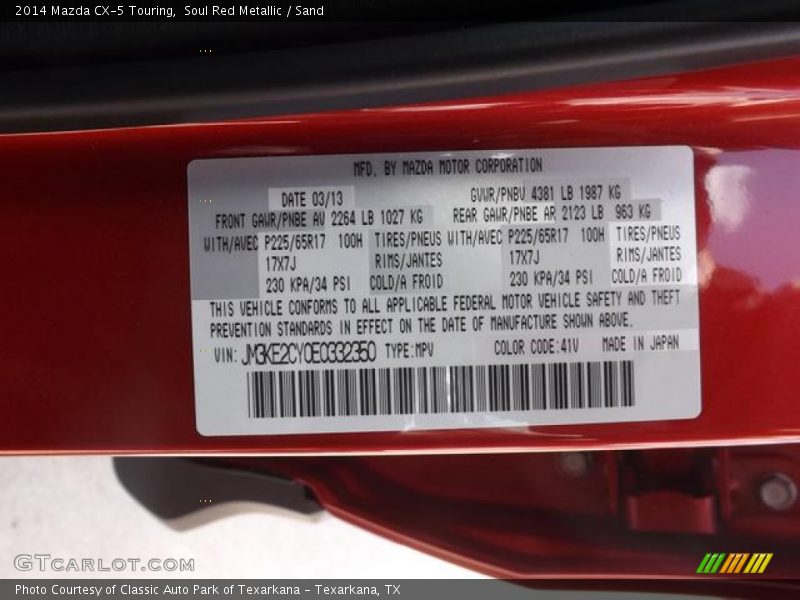 2014 Mazda CX-5 Touring, Soul Red Metallic / Sand
MFD. BY MAZDA MOTOR CORPORATION
DATE 03/13 GVWR/PNBV 4381 LB 1987 KG
FRONT GAWR/PNBE AV 2264 LB 1027 KG REAR GAWR/PNBE AR 2123 LB 963 KG
WITH/AVEC P225/65R17 100H TIRES/PNEUS WITH/AVEC P225/65R17 100H TIRES/PNEUS
17X7J RIMS/JANTES 17X7J RIMS/JANTES
230 KPA/34 PSI COLD/A FROID 230 KPA/34 PSI COLD/A FROID
THIS VEHICLE CONFORMS TO ALL APPLICABLE FEDERAL MOTOR VEHICLE SAFETY AND THEFT
PREVENTION STANDARDS IN EFFECT ON THE DATE OF MANUFACTURE SHOWN ABOVE.
VIN: JM3KE2CY0E0332350 TYPE:MPV COLOR CODE:41V MADE IN JAPAN
GTCARLOT.COM
Photo Courtesy of Classic Auto Park of Texarkana - Texarkana, TX